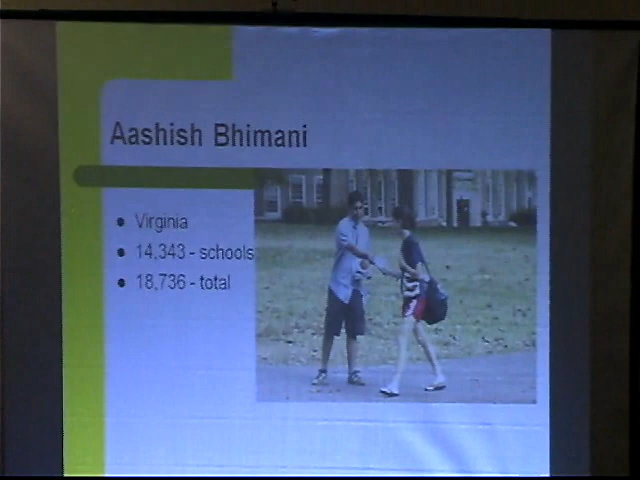 Aashish Bhimani
● Virginia
● 14,343 - schools
● 18,736 - total